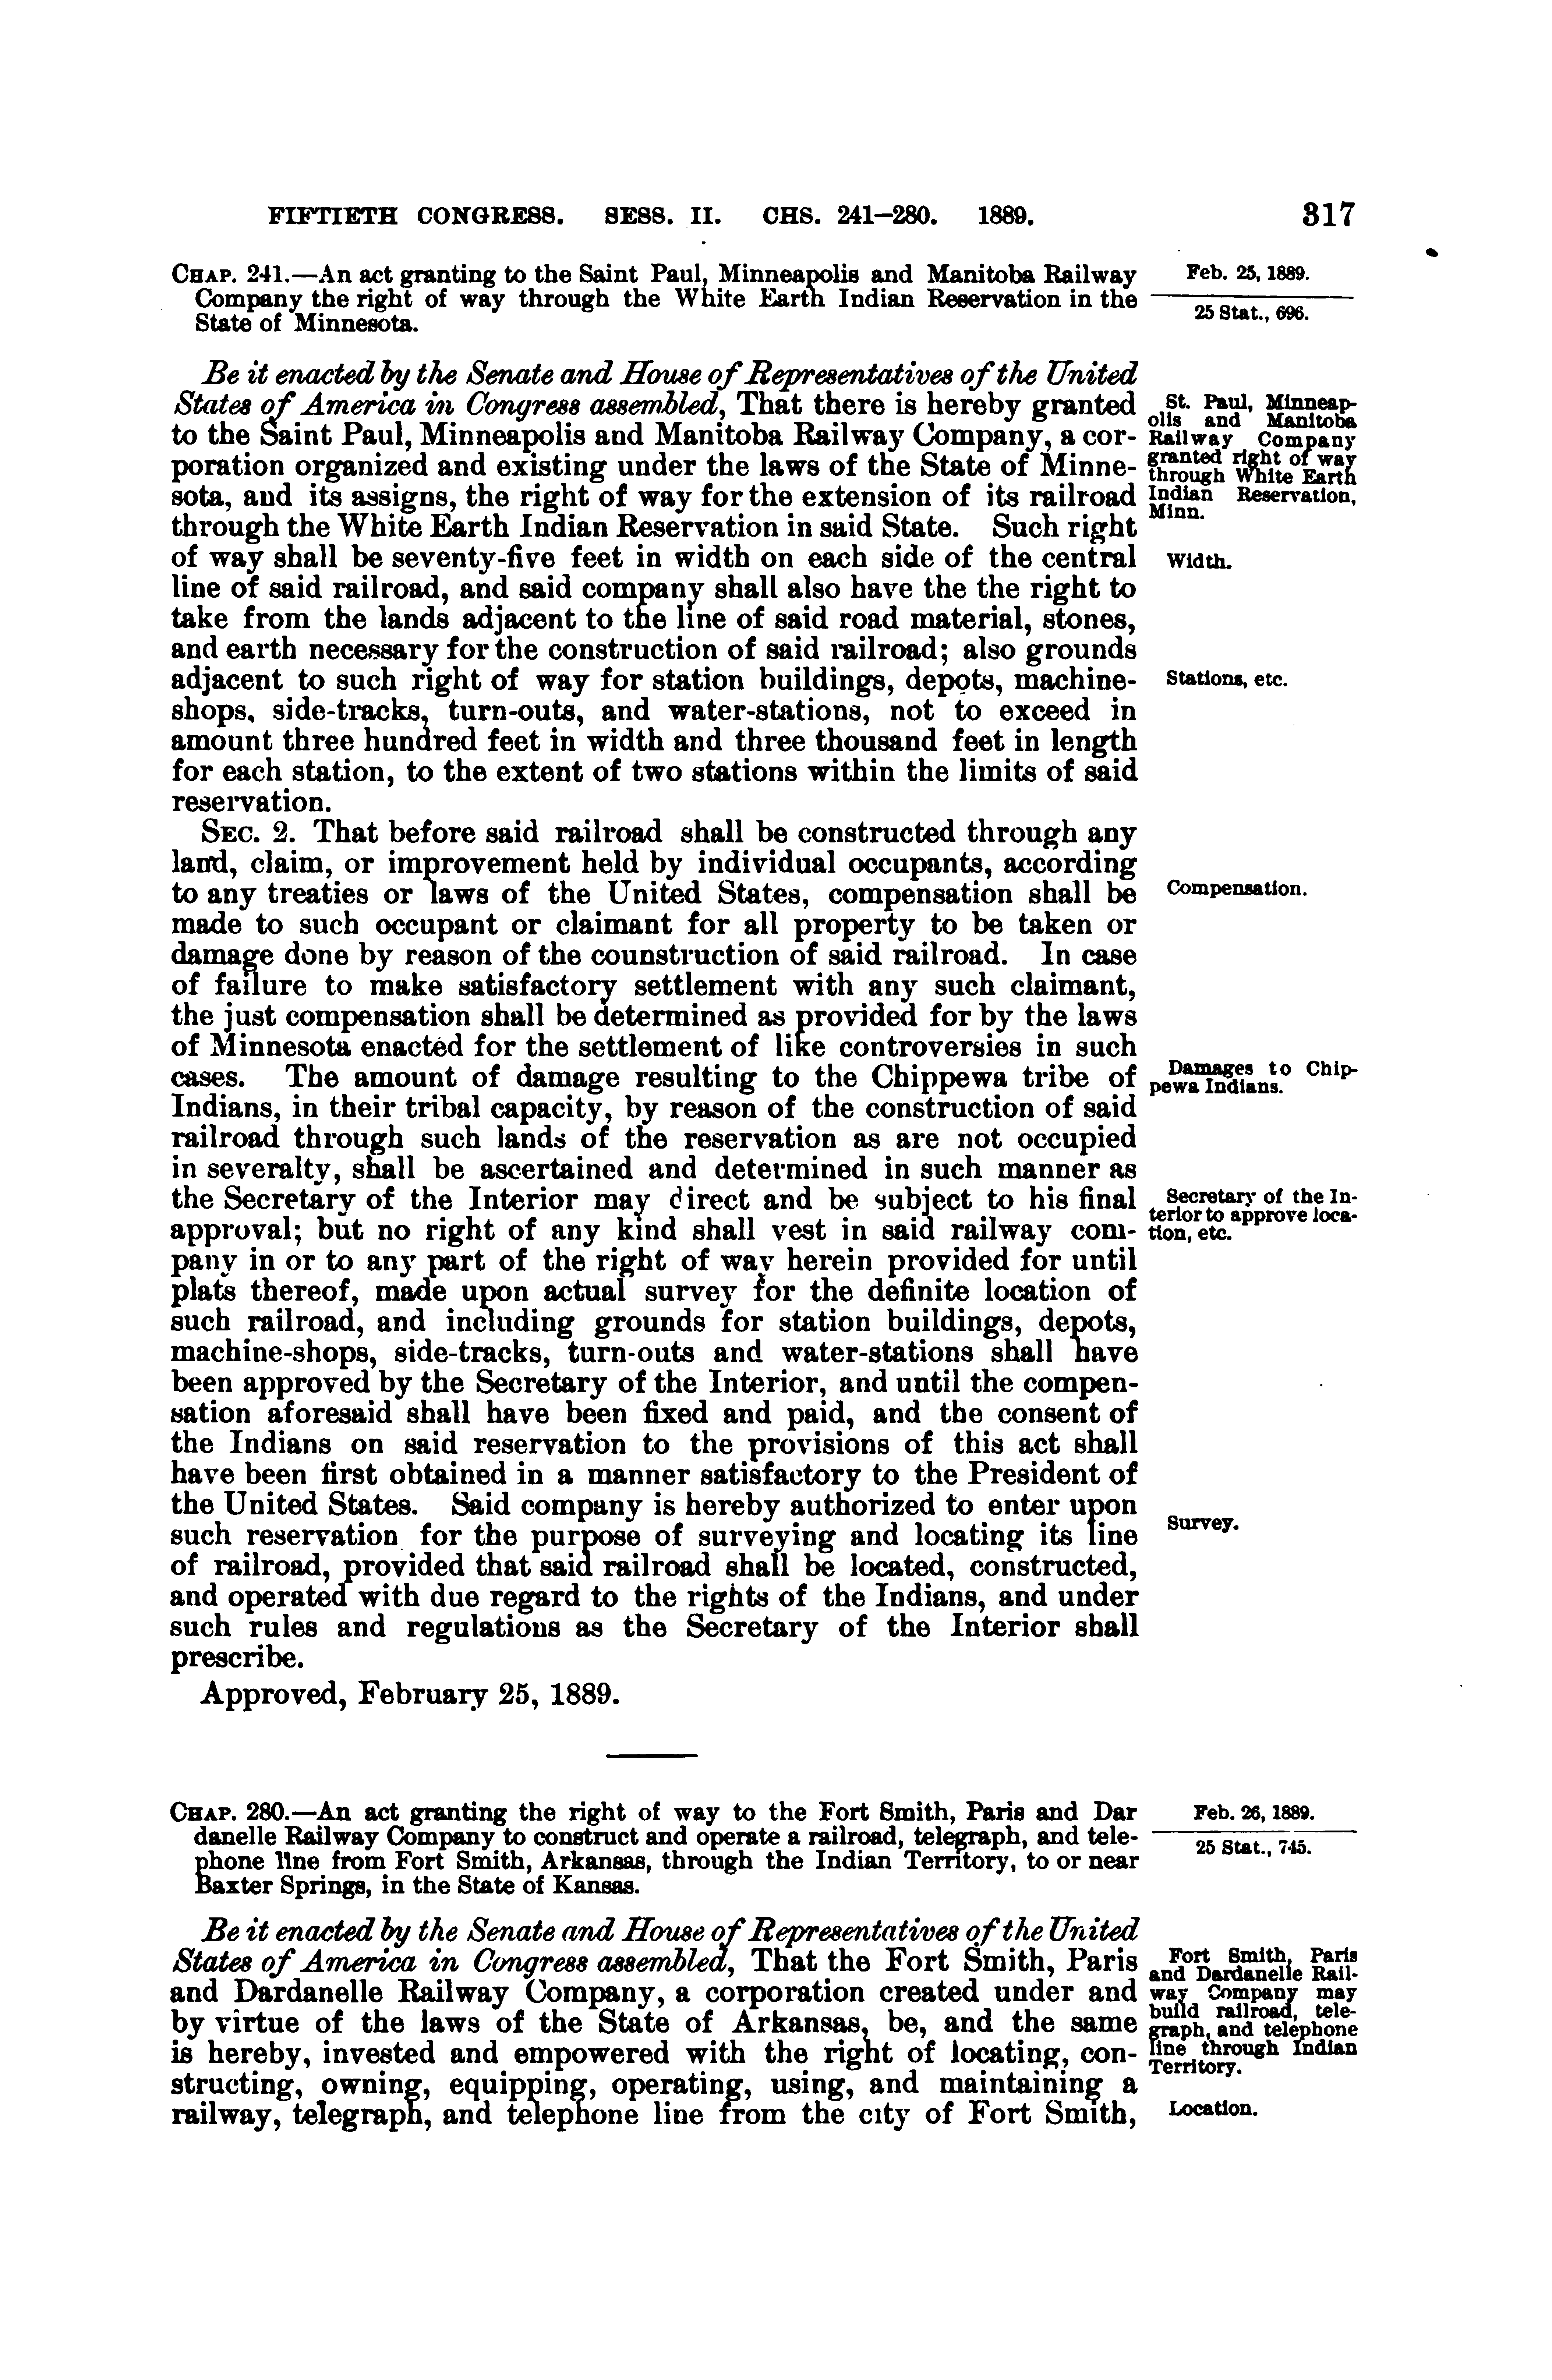 FIFTIETH CONGRESS. SESS. II. CHS. 241–280. 1889. 317
CHAP. 241.—An act granting to the Saint Paul, Minneapolis and Manitoba Railway
Company the right of way through the White Earth Indian Reservation in the
State of Minnesota.
Feb. 25, 1889.
25 Stat., 696.
Be it enacted by the Senate and House of Representatives of the United
States of America in Congress assembled, That there is hereby granted
to the Saint Paul, Minneapolis and Manitoba Railway Company, a cor-
poration organized and existing under the laws of the State of Minne-
sota, and its assigns, the right of way for the extension of its railroad
through the White Earth Indian Reservation in said State. Such right
of way shall be seventy-five feet in width on each side of the central
line of said railroad, and said company shall also have the the right to
take from the lands adjacent to the line of said road material, stones,
and earth necessary for the construction of said railroad; also grounds
adjacent to such right of way for station buildings, depots, machine-
shops, side-tracks, turn-outs, and water-stations, not to exceed in
amount three hundred feet in width and three thousand feet in length
for each station, to the extent of two stations within the limits of said
reservation.
St. Paul, Minneap-
olis and Manitoba
Railway Company
granted right of way
through White Earth
Indian Reservation,
Minn.
Width.
Stations, etc.
SEC. 2. That before said railroad shall be constructed through any
land, claim, or improvement held by individual occupants, according
to any treaties or laws of the United States, compensation shall be
made to such occupant or claimant for all property to be taken or
damage done by reason of the counstruction of said railroad. In case
of failure to make satisfactory settlement with any such claimant,
the just compensation shall be determined as provided for by the laws
of Minnesota enacted for the settlement of like controversies in such
cases. The amount of damage resulting to the Chippewa tribe of
Indians, in their tribal capacity, by reason of the construction of said
railroad through such lands of the reservation as are not occupied
in severalty, shall be ascertained and determined in such manner as
the Secretary of the Interior may direct and be subject to his final
approval; but no right of any kind shall vest in said railway com-
pany in or to any part of the right of way herein provided for until
plats thereof, made upon actual survey for the definite location of
such railroad, and including grounds for station buildings, depots,
machine-shops, side-tracks, turn-outs and water-stations shall have
been approved by the Secretary of the Interior, and until the compen-
sation aforesaid shall have been fixed and paid, and the consent of
the Indians on said reservation to the provisions of this act shall
have been first obtained in a manner satisfactory to the President of
the United States. Said company is hereby authorized to enter upon
such reservation for the purpose of surveying and locating its line
of railroad, provided that said railroad shall be located, constructed,
and operated with due regard to the rights of the Indians, and under
such rules and regulations as the Secretary of the Interior shall
prescribe.
Compensation.
Damages to Chip-
pewa Indians.
Secretary of the In-
terior to approve loca-
tion, etc.
Survey.
Approved, February 25, 1889.
CHAP. 280.—An act granting the right of way to the Fort Smith, Paris and Dar
danelle Railway Company to construct and operate a railroad, telegraph, and tele-
phone line from Fort Smith, Arkansas, through the Indian Territory, to or near
Baxter Springs, in the State of Kansas.
Feb. 26, 1889.
25 Stat., 745.
Be it enacted by the Senate and House of Representatives of the United
States of America in Congress assembled, That the Fort Smith, Paris
and Dardanelle Railway Company, a corporation created under and
by virtue of the laws of the State of Arkansas, be, and the same
is hereby, invested and empowered with the right of locating, con-
structing, owning, equipping, operating, using, and maintaining a
railway, telegraph, and telephone line from the city of Fort Smith,
Fort Smith, Paris
and Dardanelle Rail-
way Company may
build railroad, tele-
graph, and telephone
line through Indian
Territory.
Location.